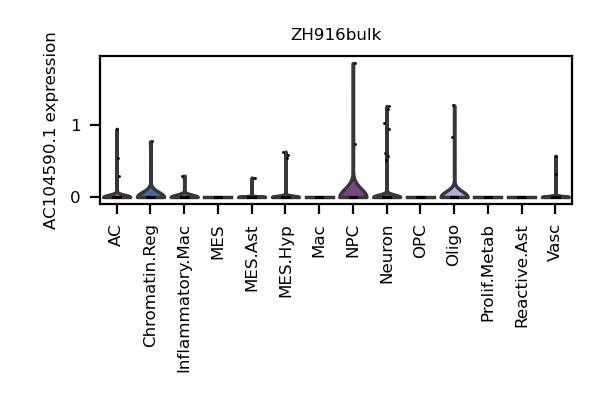 ZH916bulk
AC104590.1 expression
1
0
AC
Chromatin.Reg
Inflammatory.Mac
MES
MES.Ast
MES.Hyp
Mac
NPC
Neuron
OPC
Oligo
Prolif.Metab
Reactive.Ast
Vasc